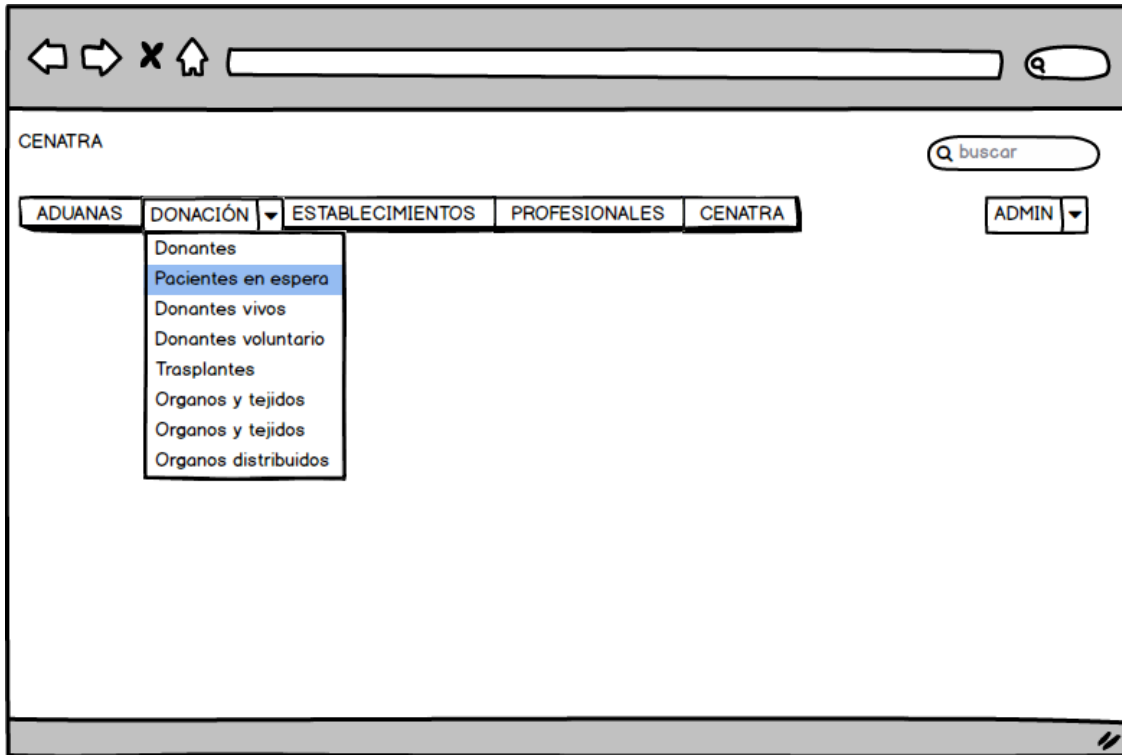 CENATRA
buscar
ADUANAS DONACIÓN ESTABLECIMIENTOS PROFESIONALES CENATRA ADMIN
Donantes
Pacientes en espera
Donantes vivos
Donantes voluntario
Trasplantes
Organos y tejidos
Organos y tejidos
Organos distribuidos